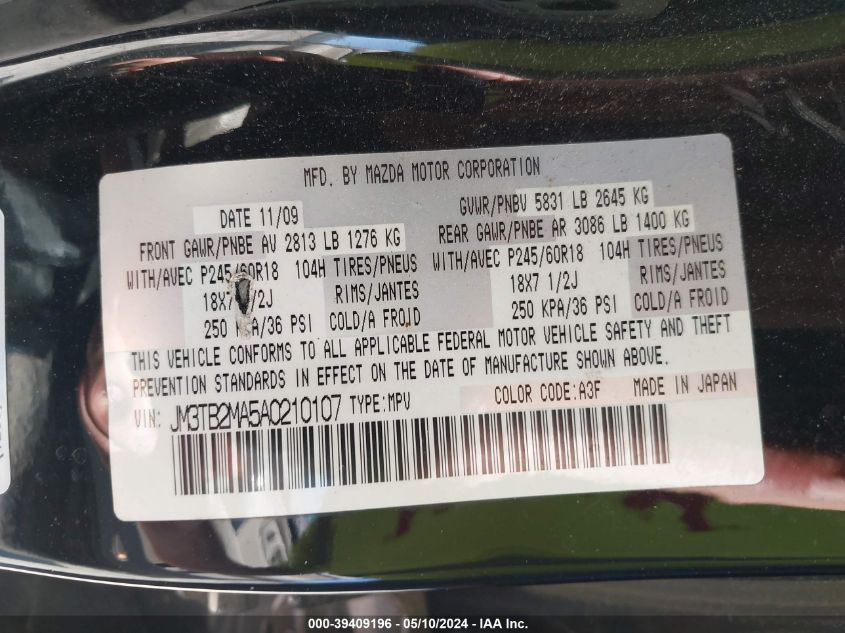 MFD. BY MAZDA MOTOR CORPORATION
DATE 11/09
GVWR/PNBV 5831 LB 2645 KG
FRONT GAWR/PNBE AV 2813 LB 1276 KG
REAR GAWR/PNBE AR 3086 LB 1400 KG
WITH/AVEC P245/60R18 104H TIRES/PNEUS
WITH/AVEC P245/60R18 104H TIRES/PNEUS
18X7 1/2J RIMS/JANTES
18X7 1/2J RIMS/JANTES
250 KPA/36 PSI COLD/A FROID
250 KPA/36 PSI COLD/A FROID
THIS VEHICLE CONFORMS TO ALL APPLICABLE FEDERAL MOTOR VEHICLE SAFETY AND THEFT
PREVENTION STANDARDS IN EFFECT ON THE DATE OF MANUFACTURE SHOWN ABOVE.
COLOR CODE: A3F MADE IN JAPAN
VIN: JM3TB2MA5A0210107 TYPE: MPV
000-39409196 - 05/10/2024 - IAA Inc.